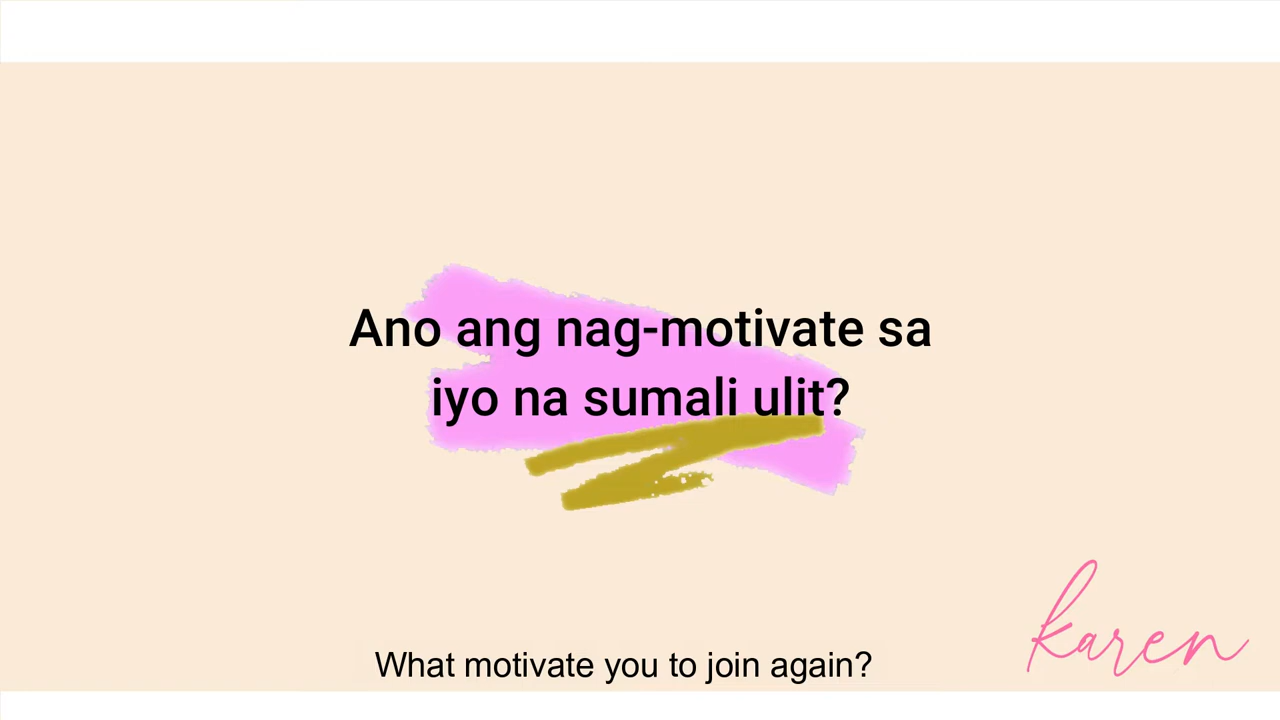 Ano ang nag-motivate sa
iyo na sumali ulit?
karen
What motivate you to join again?